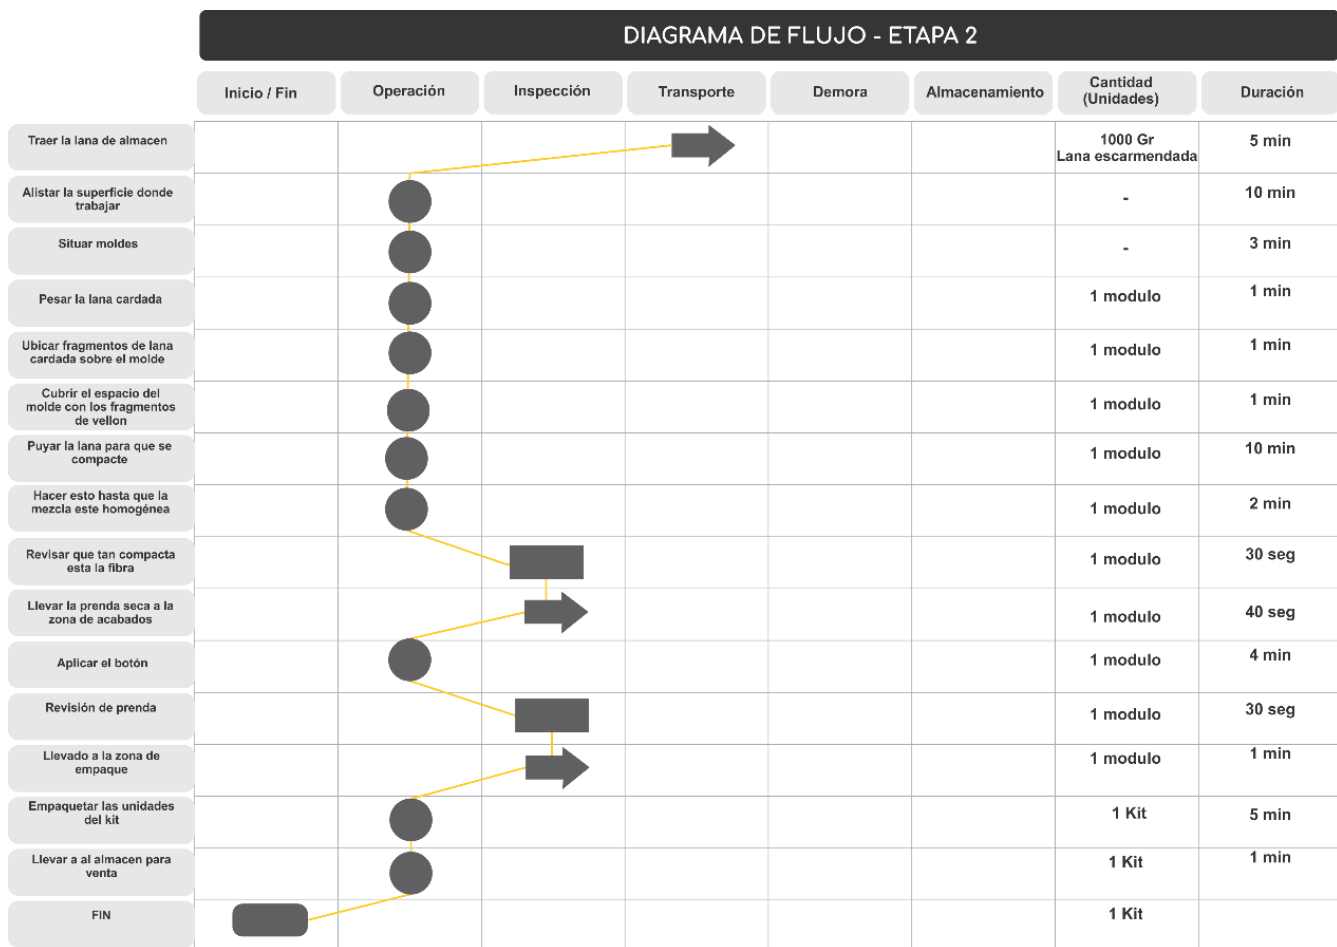 DIAGRAMA DE FLUJO - ETAPA 2
Inicio / Fin
Operación
Inspección
Transporte
Demora
Almacenamiento
Cantidad
(Unidades)
Duración
Traer la lana de almacen
1000 Gr
Lana escarmendada
5 min
Alistar la superficie donde
trabajar
-
10 min
Situar moldes
-
3 min
Pesar la lana cardada
1 modulo
1 min
Ubicar fragmentos de lana
cardada sobre el molde
1 modulo
1 min
Cubrir el espacio del
molde con los fragmentos
de vellon
1 modulo
1 min
Puyar la lana para que se
compacte
1 modulo
10 min
Hacer esto hasta que la
mezcla este homogénea
1 modulo
2 min
Revisar que tan compacta
esta la fibra
1 modulo
30 seg
Llevar la prenda seca a la
zona de acabados
1 modulo
40 seg
Aplicar el botón
1 modulo
4 min
Revisión de prenda
1 modulo
30 seg
Llevado a la zona de
empaque
1 modulo
1 min
Empaquetar las unidades
del kit
1 Kit
5 min
Llevar a al almacen para
venta
1 Kit
1 min
FIN
1 Kit